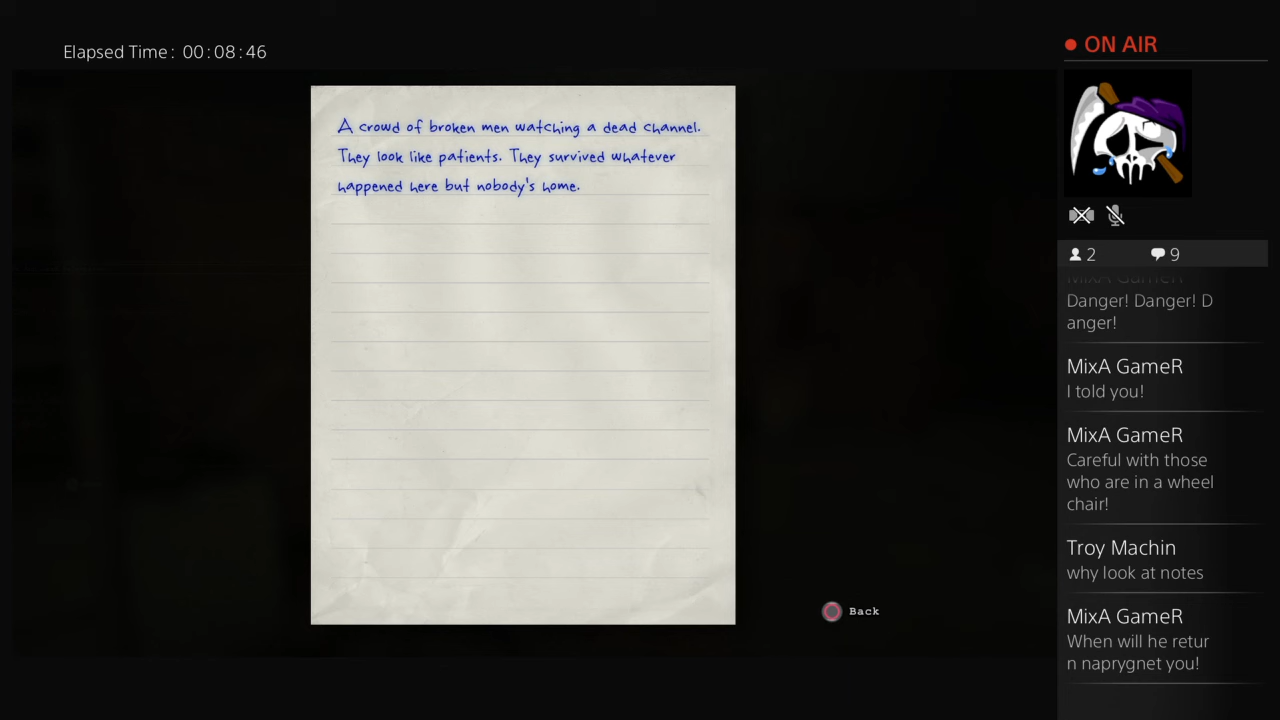 Elapsed Time: 00:08:46
ON AIR
A crowd of broken men watching a dead channel.
They look like patients. They survived whatever
happened here but nobody's home.
Back
2
9
MixA GameR
Danger! Danger! D
anger!
MixA GameR
I told you!
MixA GameR
Careful with those
who are in a wheel
chair!
Troy Machin
why look at notes
MixA GameR
When will he retur
n naprygnet you!